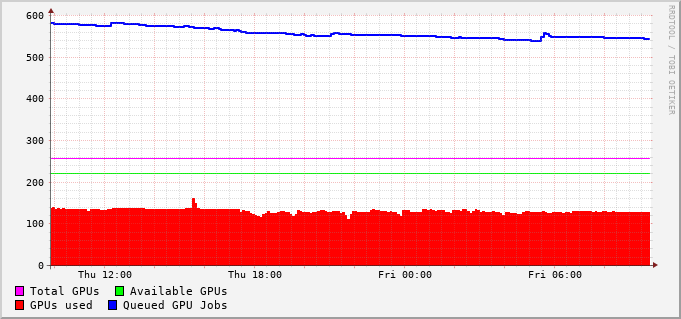 600
500
400
300
200
100
0
Thu 12:00 Thu 18:00 Fri 00:00 Fri 06:00
Total GPUs Available GPUs
GPUs used Queued GPU Jobs
RRDTOOL / TOBI OETIKER